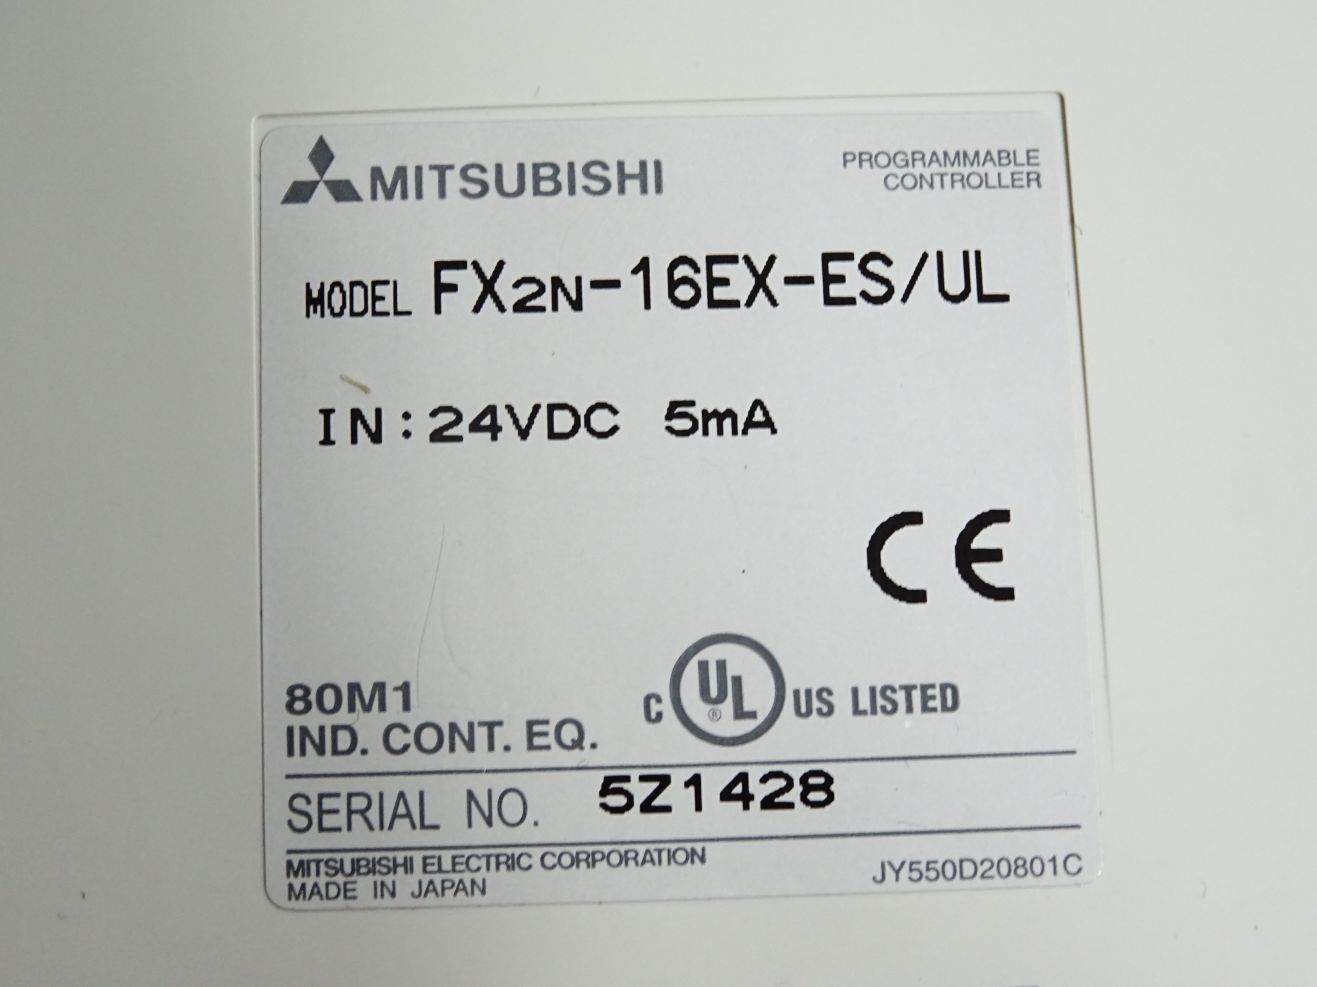 MITSUBISHI
PROGRAMMABLE
CONTROLLER
MODEL FX2N-16EX-ES/UL
IN:24VDC 5mA
CE
80M1
IND. CONT. EQ.
C UL ® US LISTED
SERIAL NO. 5Z1428
MITSUBISHI ELECTRIC CORPORATION
MADE IN JAPAN
JY550D20801C